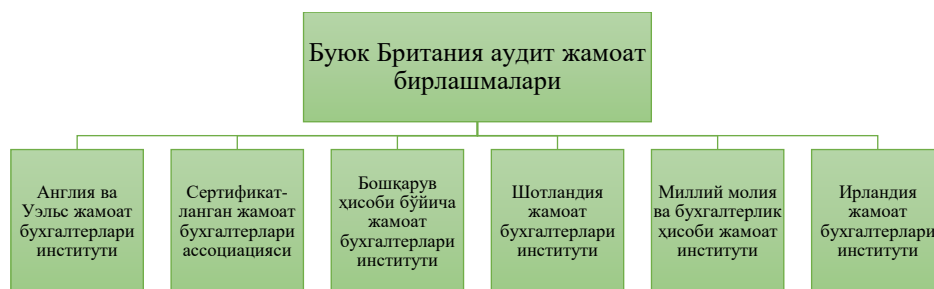 Буюк Британия аудит жамоат
бирлашмалари
Англия ва
Уэльс жамоат
бухгалтерлари
институти
Сертификат-
ланган жамоат
бухгалтерлари
ассоциацияси
Бошқарув
ҳисоби бўйича
жамоат
бухгалтерлари
институти
Шотландия
жамоат
бухгалтерлари
институти
Миллий молия
ва бухгалтерлик
ҳисоби жамоат
институти
Ирландия
жамоат
бухгалтерлари
институти